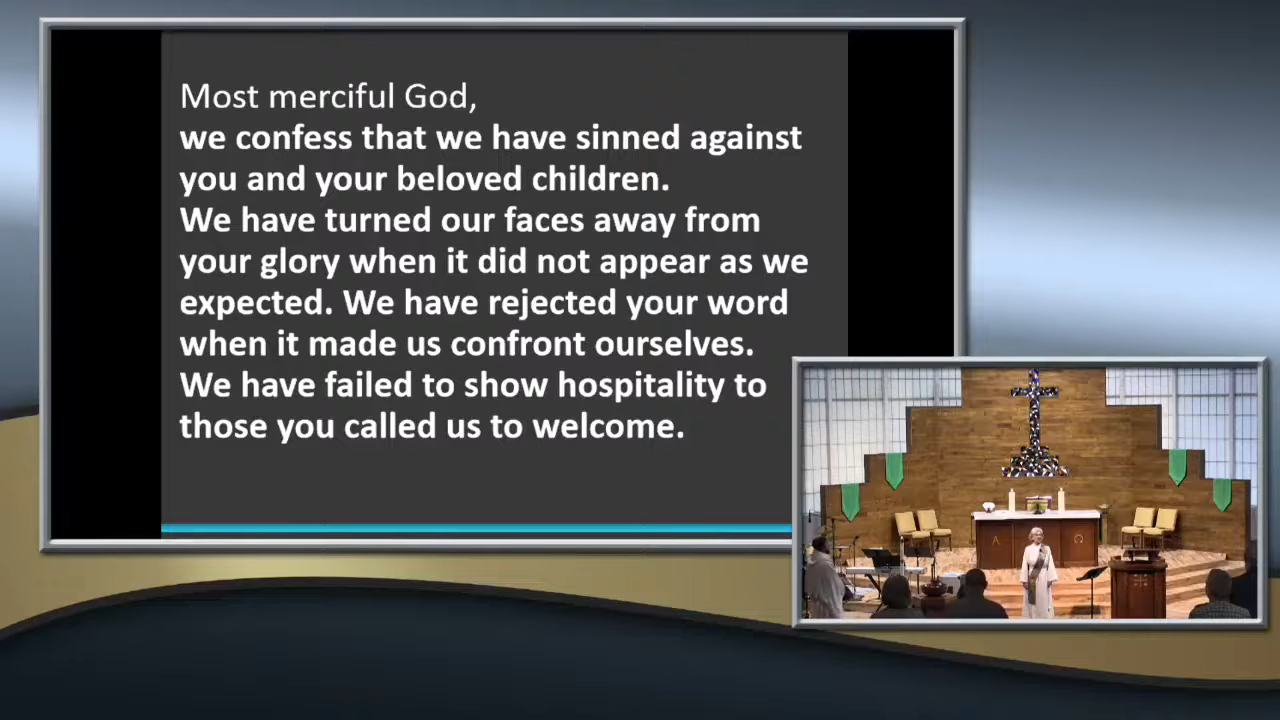 Most merciful God,
we confess that we have sinned against
you and your beloved children.
We have turned our faces away from
your glory when it did not appear as we
expected. We have rejected your word
when it made us confront ourselves.
We have failed to show hospitality to
those you called us to welcome.
Α Ω